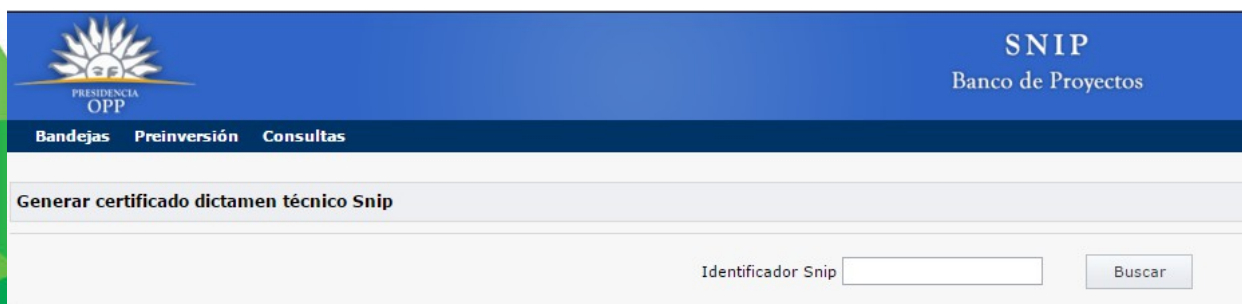 PRESIDENCIA
OPP
SNIP
Banco de Proyectos
Bandejas Preinversión Consultas
Generar certificado dictamen técnico Snip
Identificador Snip Buscar